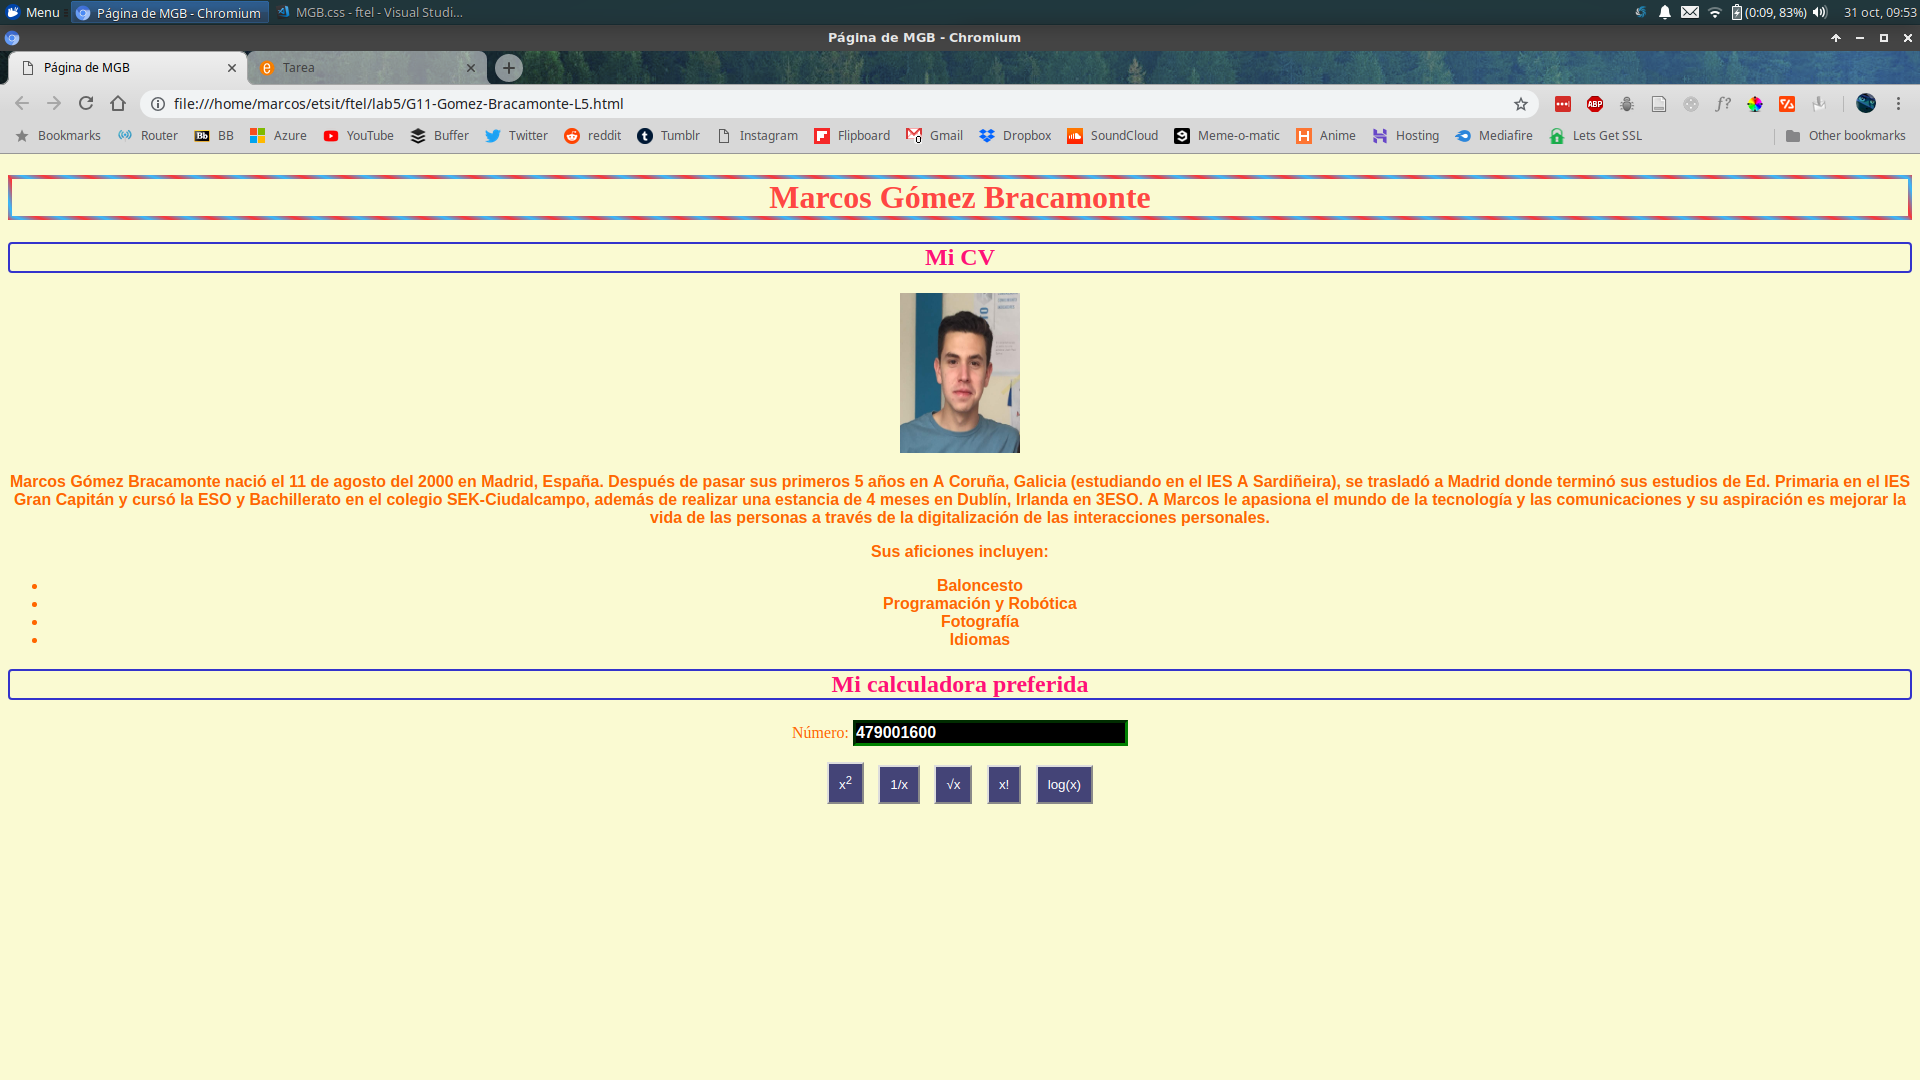 Menu Página de MGB - Chromium MGB.css - ftel - Visual Studi... (0:09, 83%) 31 oct, 09:53
Página de MGB - Chromium
Página de MGB Tarea
file:///home/marcos/etsit/ftel/lab5/G11-Gomez-Bracamonte-L5.html ABP f?
Bookmarks Router Bb BB Azure YouTube Buffer Twitter reddit Tumblr Instagram Flipboard 0 Gmail Dropbox SoundCloud Meme-o-matic Anime Hosting Mediafire Lets Get SSL Other bookmarks
Marcos Gómez Bracamonte
Mi CV
Marcos Gómez Bracamonte nació el 11 de agosto del 2000 en Madrid, España. Después de pasar sus primeros 5 años en A Coruña, Galicia (estudiando en el IES A Sardiñeira), se trasladó a Madrid donde terminó sus estudios de Ed. Primaria en el IES
Gran Capitán y cursó la ESO y Bachillerato en el colegio SEK-Ciudalcampo, además de realizar una estancia de 4 meses en Dublín, Irlanda en 3ESO. A Marcos le apasiona el mundo de la tecnología y las comunicaciones y su aspiración es mejorar la
vida de las personas a través de la digitalización de las interacciones personales.
Sus aficiones incluyen:
• Baloncesto
• Programación y Robótica
• Fotografía
• Idiomas
Mi calculadora preferida
Número: 479001600
x² 1/x √x x! log(x)